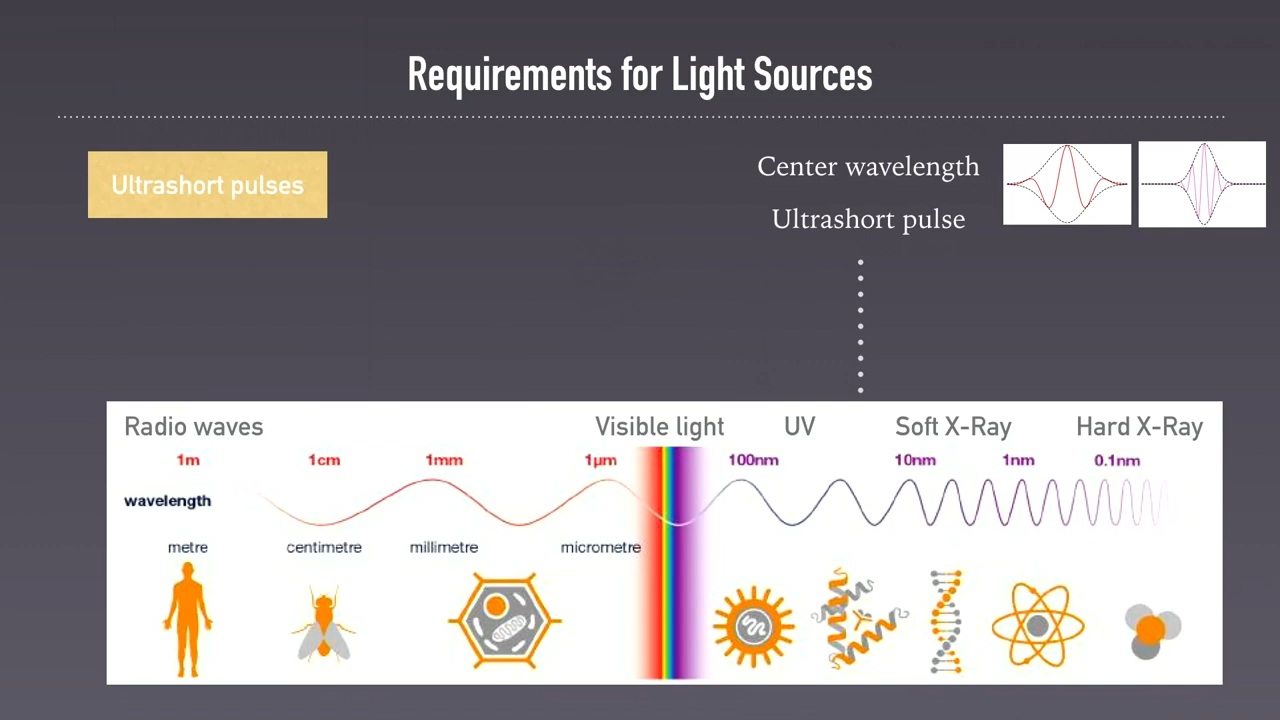 Requirements for Light Sources
Ultrashort pulses
Center wavelength
Ultrashort pulse
Radio waves Visible light UV Soft X-Ray Hard X-Ray
1m 1cm 1mm 1µm 100nm 10nm 1nm 0.1nm
wavelength
metre centimetre millimetre micrometre